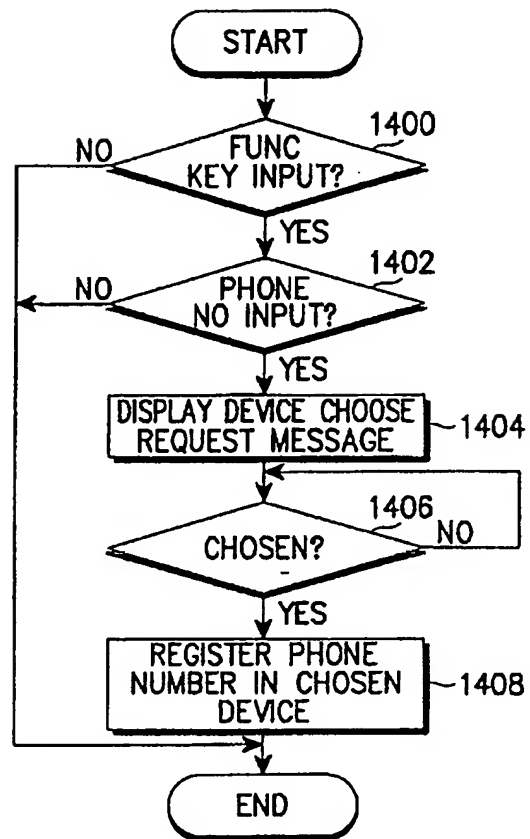 START
1400
NO
FUNC
KEY INPUT?
YES
1402
NO
PHONE
NO INPUT?
YES
DISPLAY DEVICE CHOOSE
REQUEST MESSAGE
1404
1406
CHOSEN?
NO
YES
REGISTER PHONE
NUMBER IN CHOSEN
DEVICE
1408
END